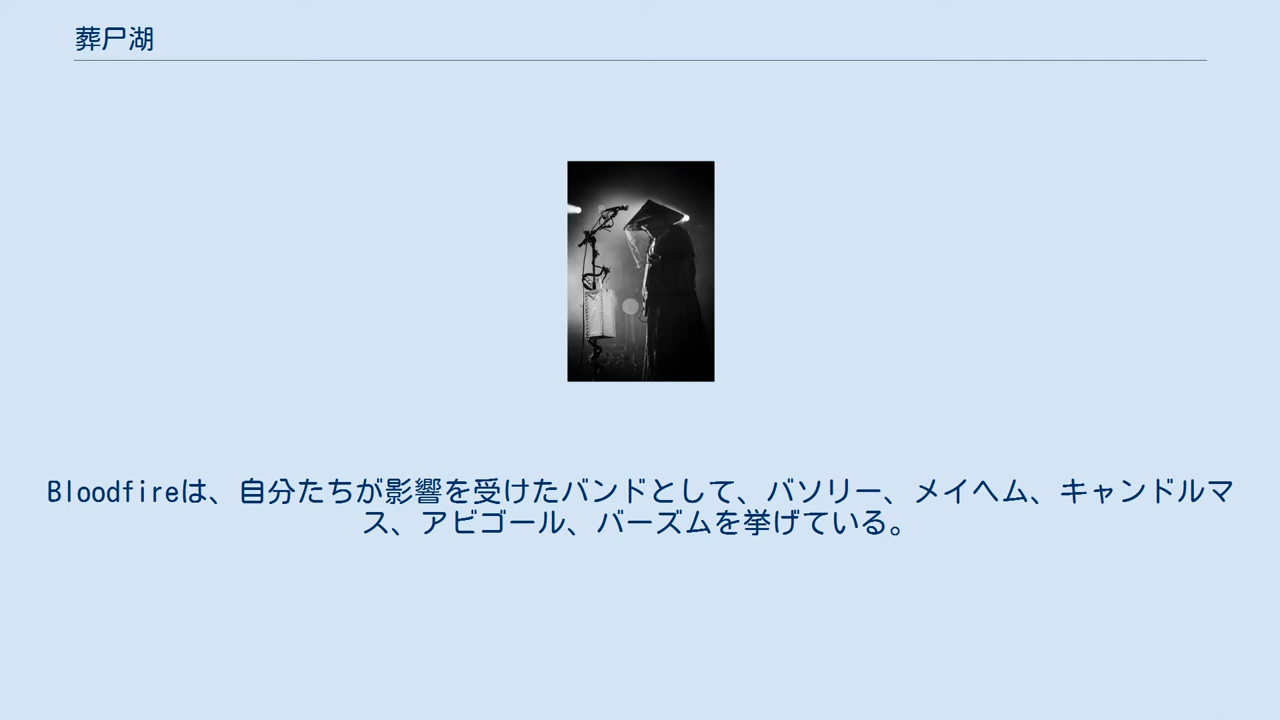 葬尸湖
Bloodfireは、自分たちが影響を受けたバンドとして、バソリー、メイヘム、キャンドルマ
ス、アビゴール、バーズムを挙げている。